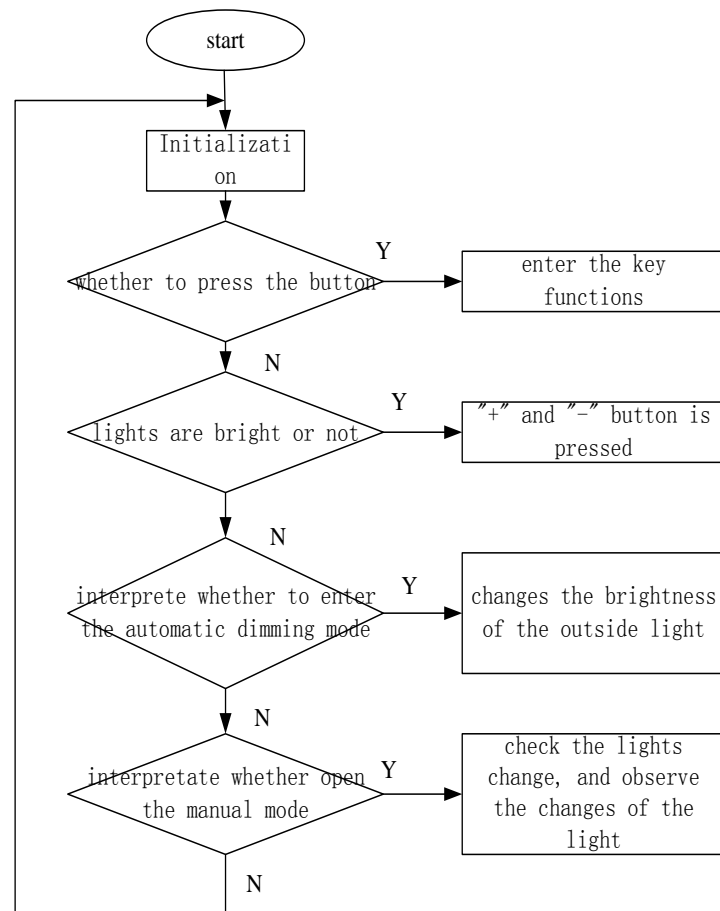 start
Initializati
on
Y
whether to press the button
enter the key
functions
N
Y
lights are bright or not
"+" and "-" button is
pressed
N
interprete whether to enter
the automatic dimming mode
Y
changes the brightness
of the outside light
N
interpretate whether open
the manual mode
Y
check the lights
change, and observe
the changes of the
light
N